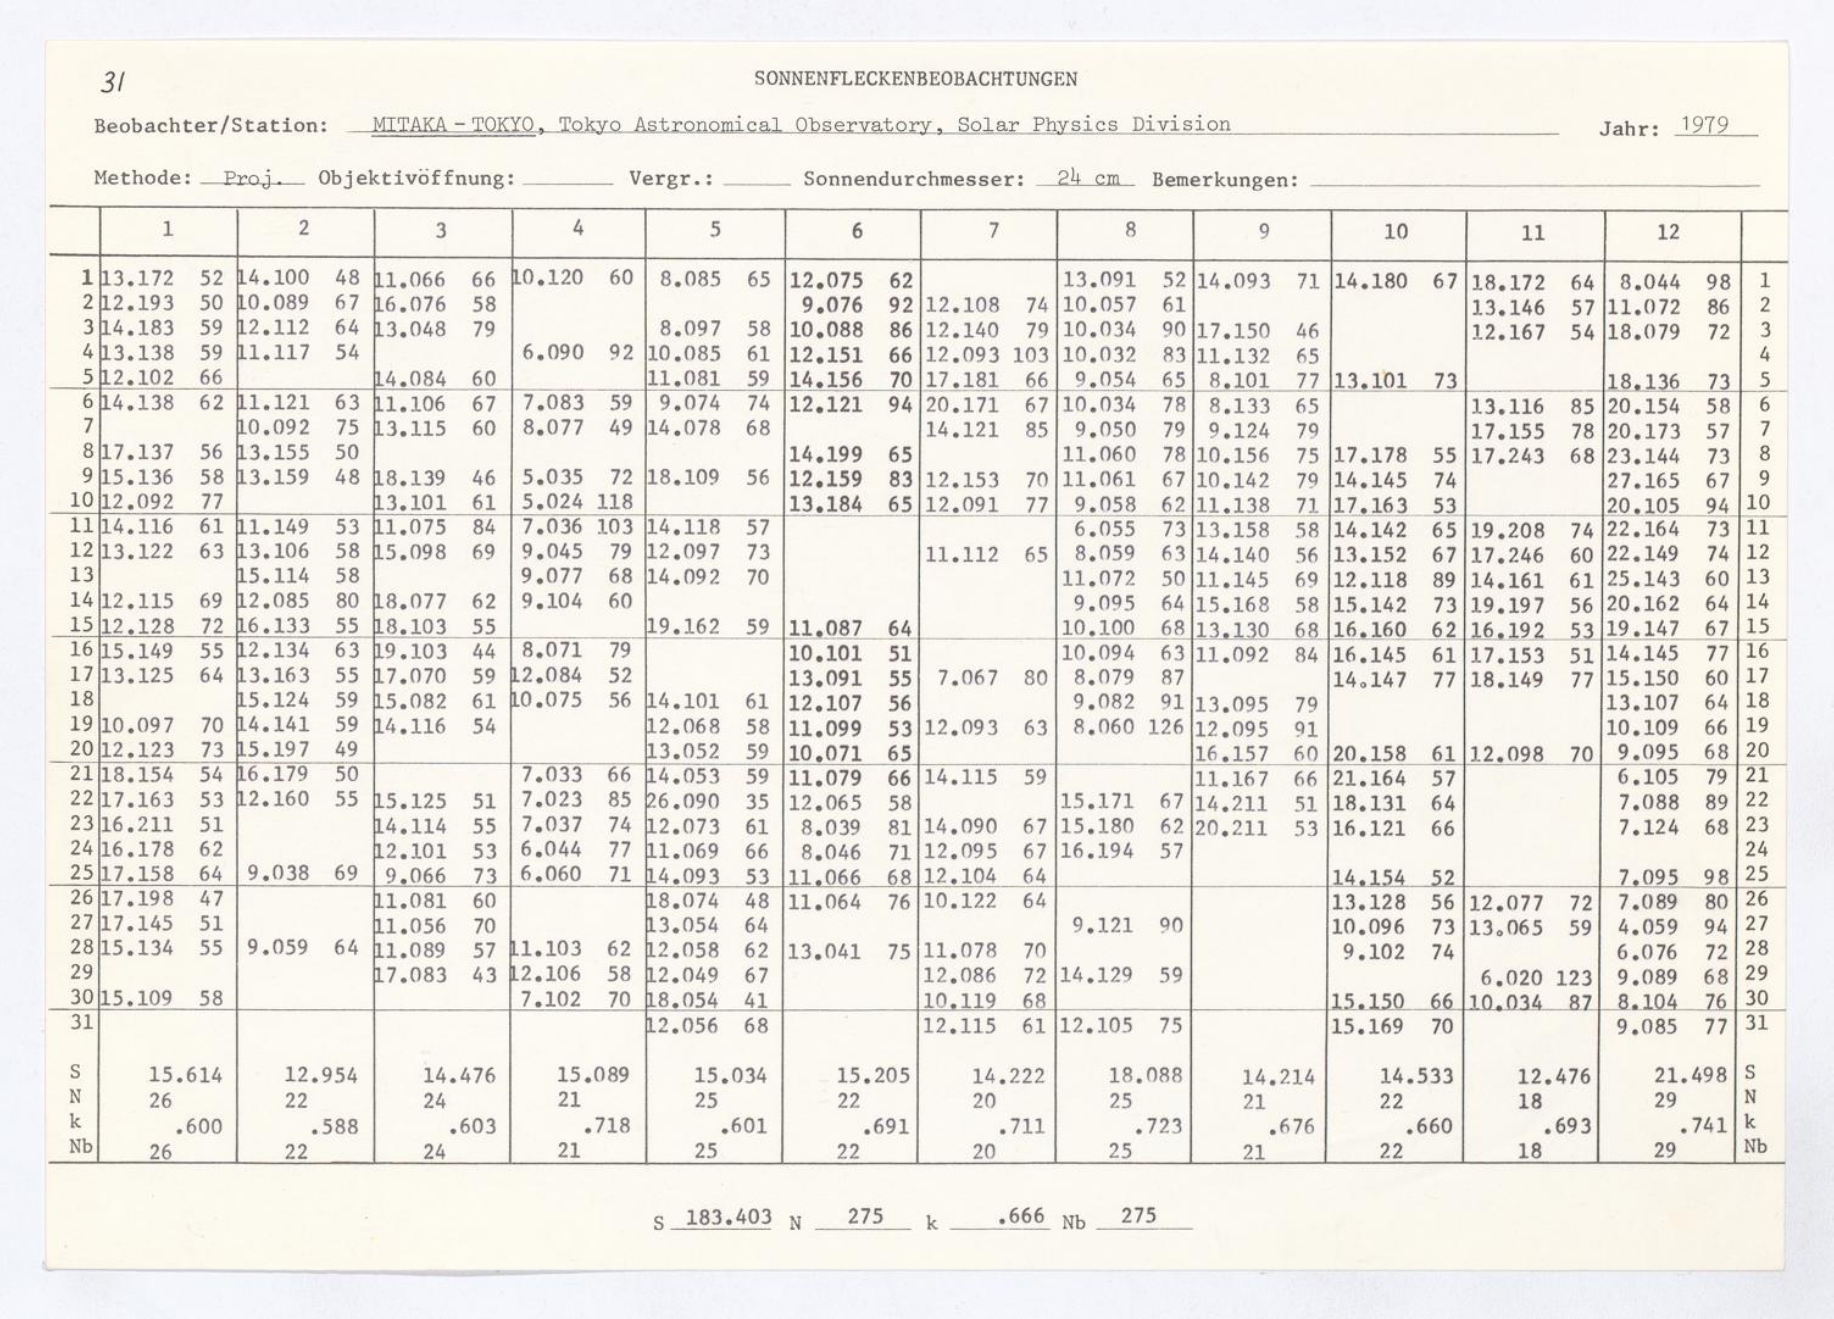 31
SONNENFLECKENBEOBACHTUNGEN
Beobachter/Station: MITAKA - TOKYO, Tokyo Astronomical Observatory, Solar Physics Division Jahr: 1979
Methode: Proj. Objektivöffnung: Vergr.: Sonnendurchmesser: 24 cm Bemerkungen:
1 2 3 4 5 6 7 8 9 10 11 12
1 13.172 52 14.100 48 11.066 66 10.120 60 8.085 65 12.075 62 13.091 52 14.093 71 14.180 67 18.172 64 8.044 98 1
2 12.193 50 10.089 67 16.076 58 9.076 92 12.108 74 10.057 61 13.146 57 11.072 86 2
3 14.183 59 12.112 64 13.048 79 8.097 58 10.088 86 12.140 79 10.034 90 17.150 46 12.167 54 18.079 72 3
4 13.138 59 11.117 54 6.090 92 10.085 61 12.151 66 12.093 103 10.032 83 11.132 65 4
5 12.102 66 14.084 60 11.081 59 14.156 70 17.181 66 9.054 65 8.101 77 13.101 73 18.136 73 5
6 14.138 62 11.121 63 11.106 67 7.083 59 9.074 74 12.121 94 20.171 67 10.034 78 8.133 65 13.116 85 20.154 58 6
7 10.092 75 13.115 60 8.077 49 14.078 68 14.121 85 9.050 79 9.124 79 17.155 78 20.173 57 7
8 17.137 56 13.155 50 14.199 65 11.060 78 10.156 75 17.178 55 17.243 68 23.144 73 8
9 15.136 58 13.159 48 18.139 46 5.035 72 18.109 56 12.159 83 12.153 70 11.061 67 10.142 79 14.145 74 27.165 67 9
10 12.092 77 13.101 61 5.024 118 13.184 65 12.091 77 9.058 62 11.138 71 17.163 53 20.105 94 10
11 14.116 61 11.149 53 11.075 84 7.036 103 14.118 57 6.055 73 13.158 58 14.142 65 19.208 74 22.164 73 11
12 13.122 63 13.106 58 15.098 69 9.045 79 12.097 73 11.112 65 8.059 63 14.140 56 13.152 67 17.246 60 22.149 74 12
13 15.114 58 9.077 68 14.092 70 11.072 50 11.145 69 12.118 89 14.161 61 25.143 60 13
14 12.115 69 12.085 80 18.077 62 9.104 60 9.095 64 15.168 58 15.142 73 19.197 56 20.162 64 14
15 12.128 72 16.133 55 18.103 55 19.162 59 11.087 64 10.100 68 13.130 68 16.160 62 16.192 53 19.147 67 15
16 15.149 55 12.134 63 19.103 44 8.071 79 10.101 51 10.094 63 11.092 84 16.145 61 17.153 51 14.145 77 16
17 13.125 64 13.163 55 17.070 59 12.084 52 13.091 55 7.067 80 8.079 87 14.147 77 18.149 77 15.150 60 17
18 15.124 59 15.082 61 10.075 56 14.101 61 12.107 56 9.082 91 13.095 79 13.107 64 18
19 10.097 70 14.141 59 14.116 54 12.068 58 11.099 53 12.093 63 8.060 126 12.095 91 10.109 66 19
20 12.123 73 15.197 49 13.052 59 10.071 65 16.157 60 20.158 61 12.098 70 9.095 68 20
21 18.154 54 16.179 50 7.033 66 14.053 59 11.079 66 14.115 59 11.167 66 21.164 57 6.105 79 21
22 17.163 53 12.160 55 15.125 51 7.023 85 26.090 35 12.065 58 15.171 67 14.211 51 18.131 64 7.088 89 22
23 16.211 51 14.114 55 7.037 74 12.073 61 8.039 81 14.090 67 15.180 62 20.211 53 16.121 66 7.124 68 23
24 16.178 62 12.101 53 6.044 77 11.069 66 8.046 71 12.095 67 16.194 57 24
25 17.158 64 9.038 69 9.066 73 6.060 71 14.093 53 11.066 68 12.104 64 14.154 52 7.095 98 25
26 17.198 47 11.081 60 18.074 48 11.064 76 10.122 64 13.128 56 12.077 72 7.089 80 26
27 17.145 51 11.056 70 13.054 64 9.121 90 10.096 73 13.065 59 4.059 94 27
28 15.134 55 9.059 64 11.089 57 11.103 62 12.058 62 13.041 75 11.078 70 9.102 74 6.076 72 28
29 17.083 43 12.106 58 12.049 67 12.086 72 14.129 59 6.020 123 9.089 68 29
30 15.109 58 7.102 70 18.054 41 10.119 68 15.150 66 10.034 87 8.104 76 30
31 12.056 68 12.115 61 12.105 75 15.169 70 9.085 77 31
S 15.614 12.954 14.476 15.089 15.034 15.205 14.222 18.088 14.214 14.533 12.476 21.498 S
N 26 22 24 21 25 22 20 25 21 22 18 29 N
k .600 .588 .603 .718 .601 .691 .711 .723 .676 .660 .693 .741 k
Nb 26 22 24 21 25 22 20 25 21 22 18 29 Nb
S 183.403 N 275 k .666 Nb 275